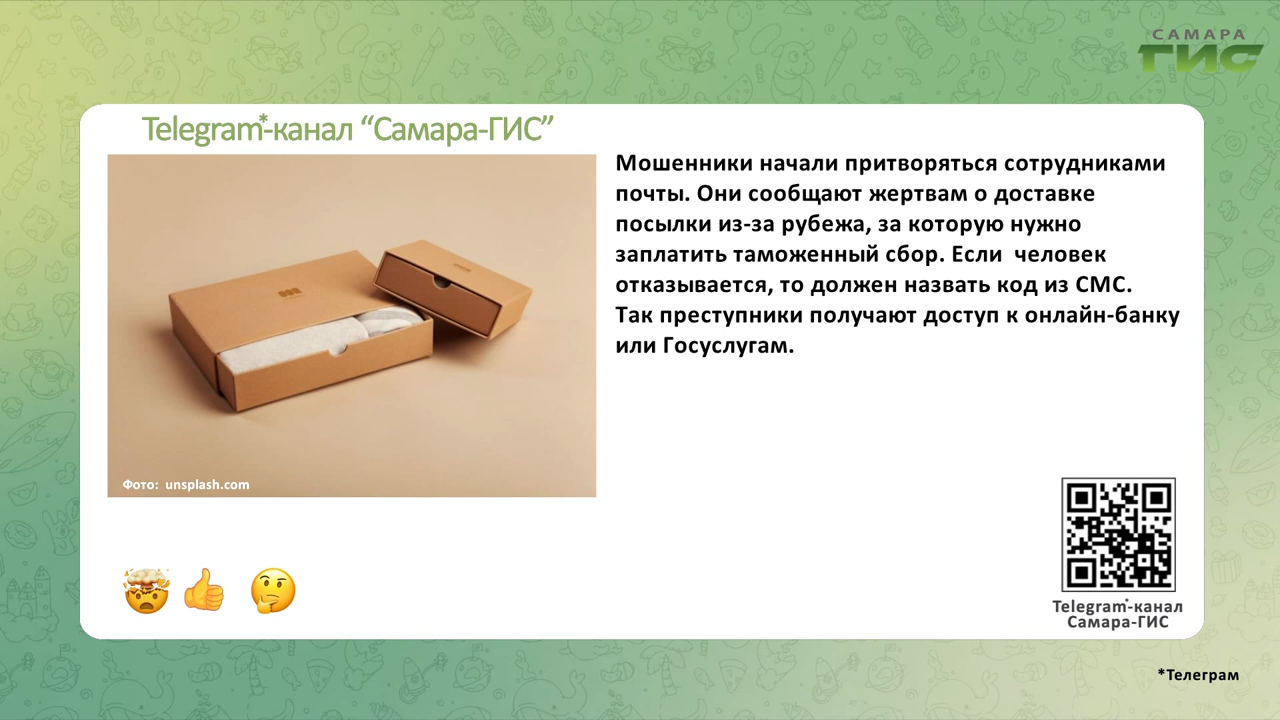 САМАРА
ГИС
Telegram*-канал “Самара-ГИС”
Мошенники начали притворяться сотрудниками
почты. Они сообщают жертвам о доставке
посылки из-за рубежа, за которую нужно
заплатить таможенный сбор. Если  человек
отказывается, то должен назвать код из СМС.
Так преступники получают доступ к онлайн-банку
или Госуслугам.
Фото:  unsplash.com
Telegram*-канал
Самара-ГИС
*Телеграм